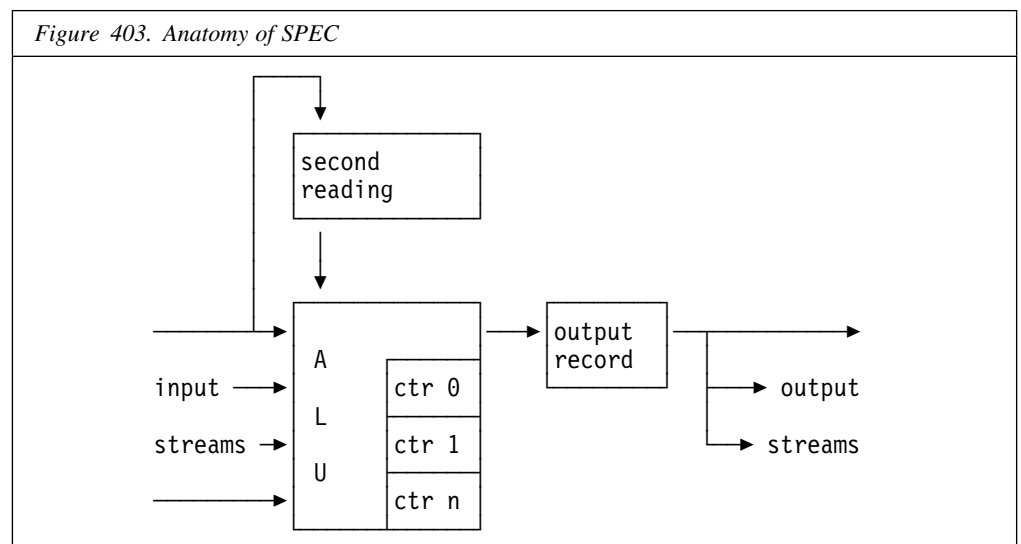 Figure 403. Anatomy of SPEC
second
reading
A
L
U
ctr 0
ctr 1
ctr n
input
streams
output
record
output
streams